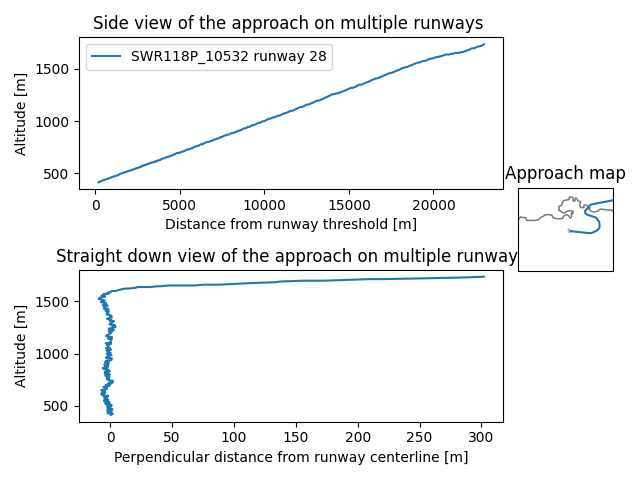 Side view of the approach on multiple runways
SWR118P_10532 runway 28
1500
1000
500
Altitude [m]
0 5000 10000 15000 20000
Distance from runway threshold [m]
Approach map
Straight down view of the approach on multiple runway
1500
1000
500
Altitude [m]
0 50 100 150 200 250 300
Perpendicular distance from runway centerline [m]